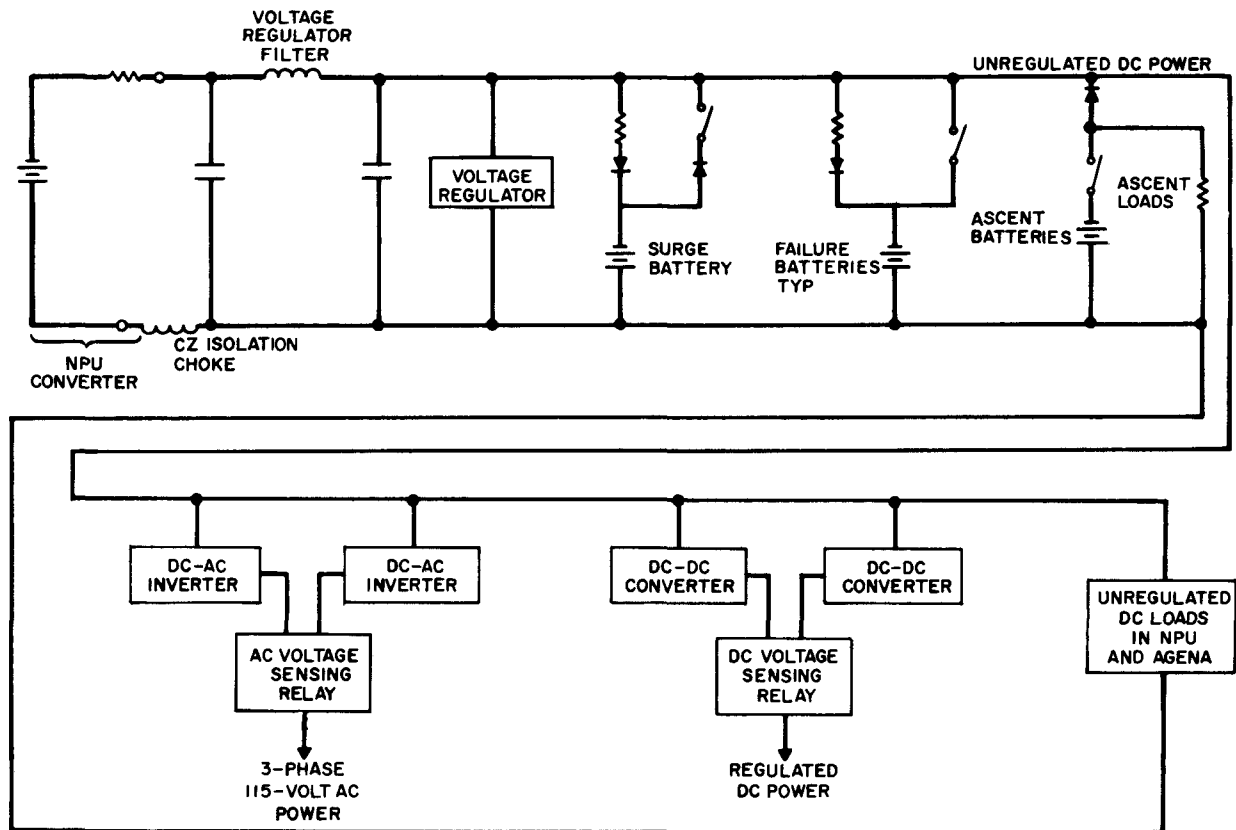 VOLTAGE
REGULATOR
FILTER
UNREGULATED DC POWER
VOLTAGE
REGULATOR
SURGE
BATTERY
FAILURE
BATTERIES
TYP
ASCENT
BATTERIES
ASCENT
LOADS
NPU
CONVERTER
CZ ISOLATION
CHOKE
DC-AC
INVERTER
DC-AC
INVERTER
DC-DC
CONVERTER
DC-DC
CONVERTER
UNREGULATED
DC LOADS
IN NPU
AND AGENA
AC VOLTAGE
SENSING
RELAY
DC VOLTAGE
SENSING
RELAY
3-PHASE
115-VOLT AC
POWER
REGULATED
DC POWER